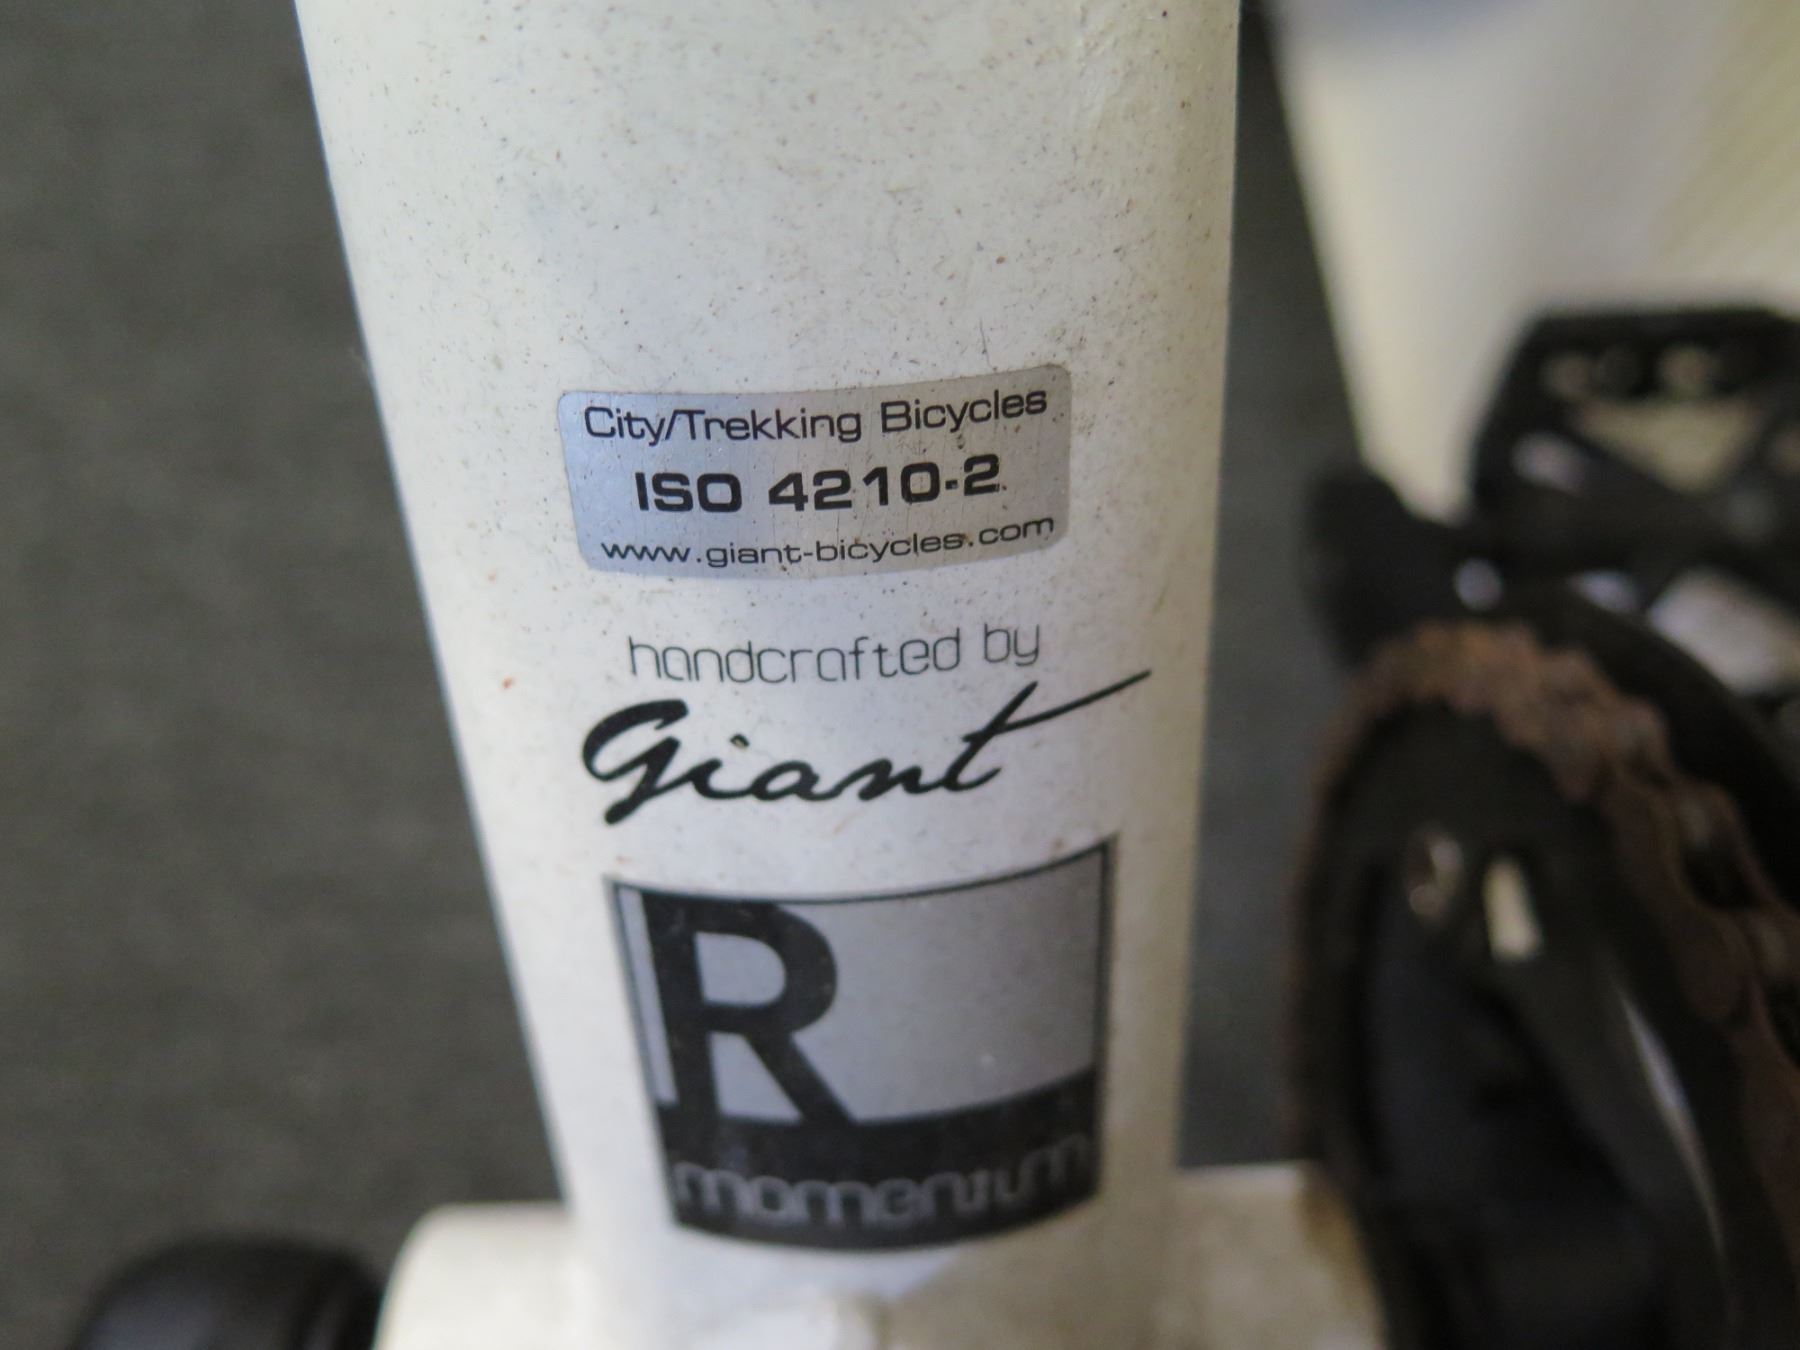 City/Trekking Bicycles
ISO 4210-2
www.giant-bicycles.com
handcrafted by
giant
R
momentum